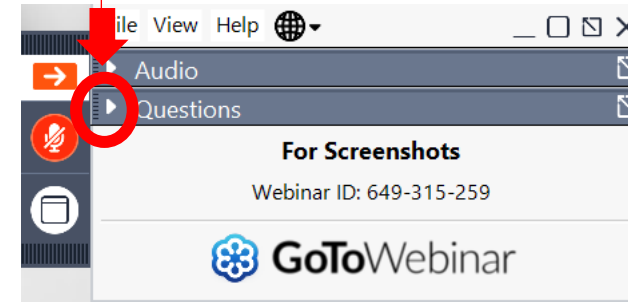 ile View Help
Audio
Questions
For Screenshots
Webinar ID: 649-315-259
GoToWebinar